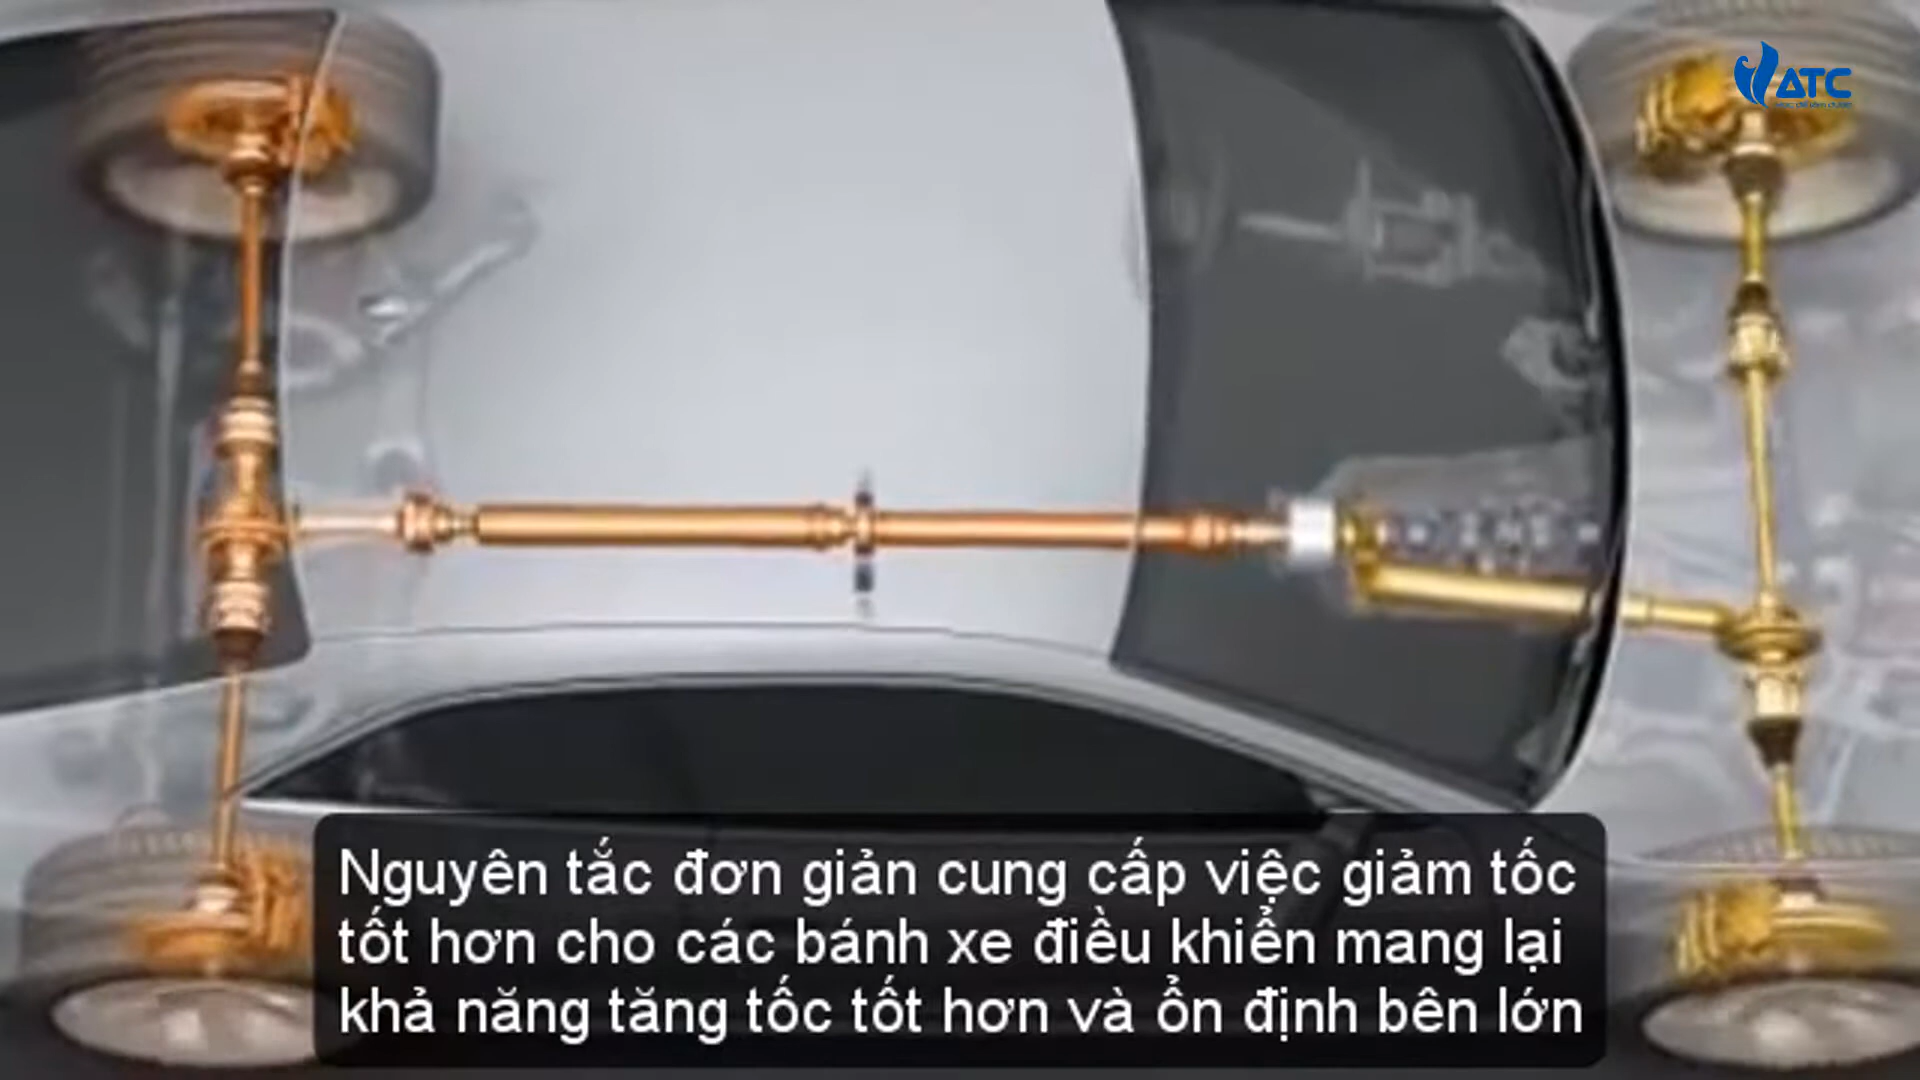 ATC
Nguyên tắc đơn giản cung cấp việc giảm tốc
tốt hơn cho các bánh xe điều khiển mang lại
khả năng tăng tốc tốt hơn và ổn định bên lớn